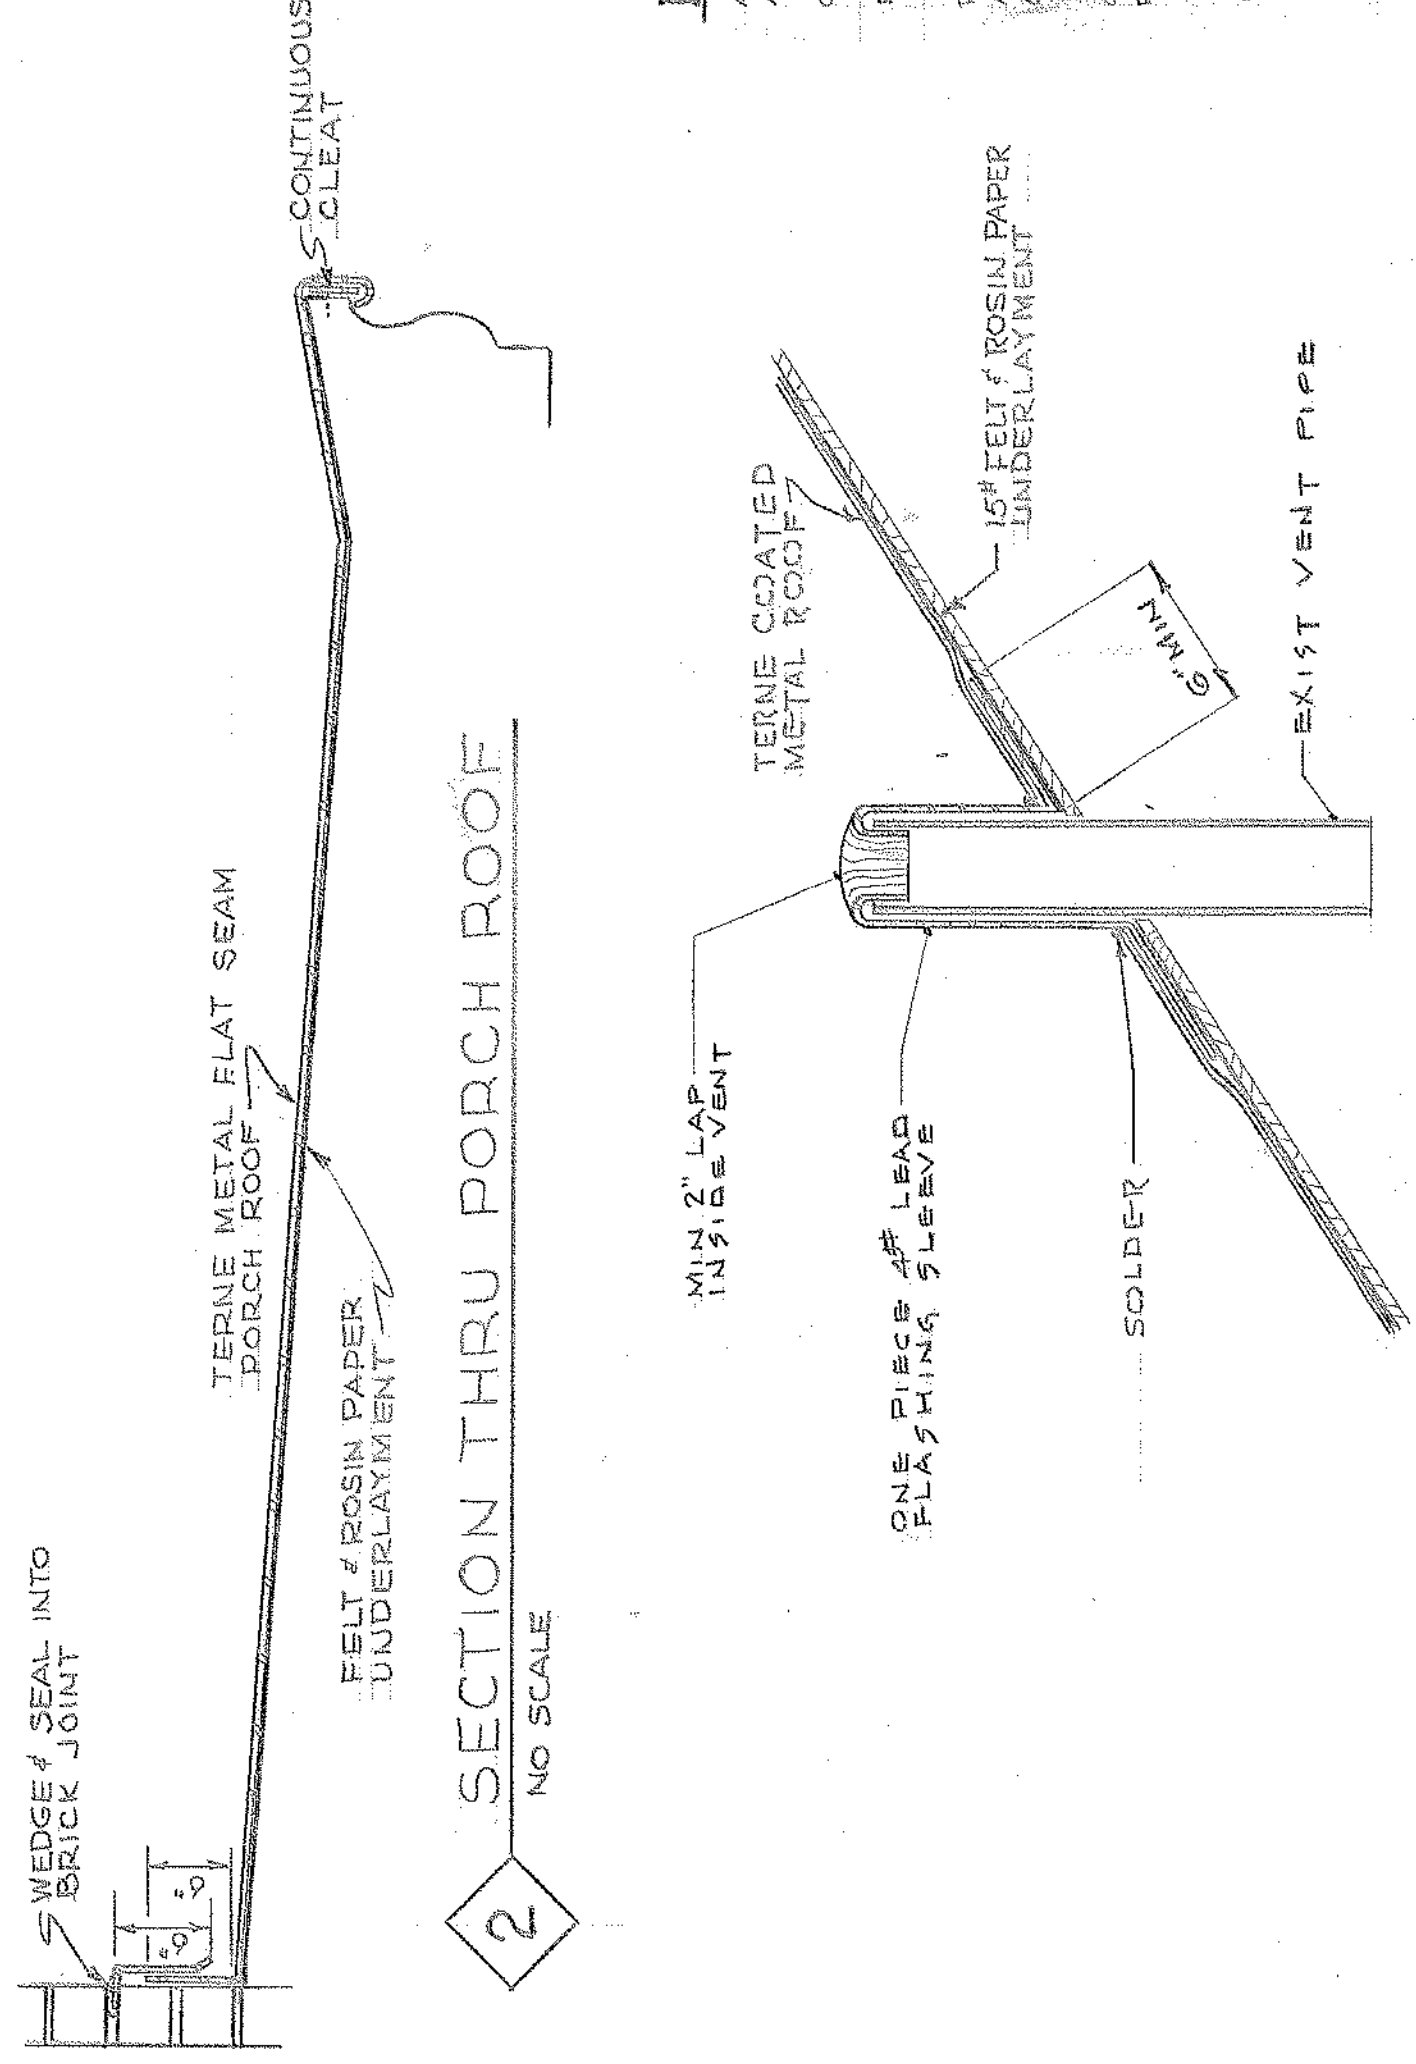 WEDGE & SEAL INTO
BRICK JOINT
6"
6"
TERNE METAL FLAT SEAM
PORCH ROOF
CONTINUOUS
CLEAT
FELT & ROSIN PAPER
UNDERLAYMENT
2
SECTION THRU PORCH ROOF
NO SCALE
MIN. 2" LAP
INSIDE VENT
TERNE COATED
METAL ROOF
ONE PIECE 4# LEAD
FLASHING SLEEVE
15# FELT & ROSIN PAPER
UNDERLAYMENT
SOLDER
6" MIN
EXIST VENT PIPE